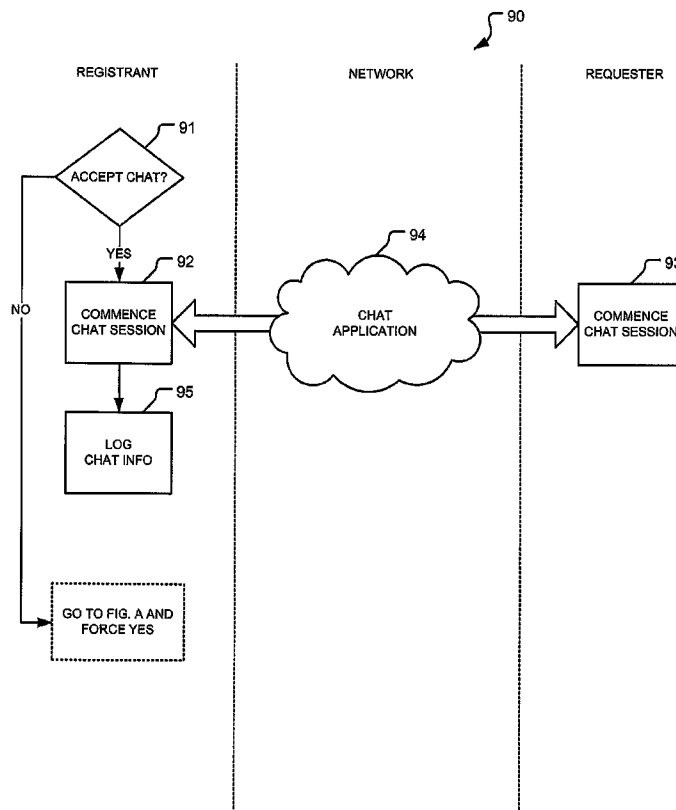 90
REGISTRANT
NETWORK
REQUESTER
91
ACCEPT CHAT?
YES
92
94
93
NO
COMMENCE
CHAT SESSION
CHAT
APPLICATION
COMMENCE
CHAT SESSION
95
LOG
CHAT INFO
GO TO FIG. A AND
FORCE YES